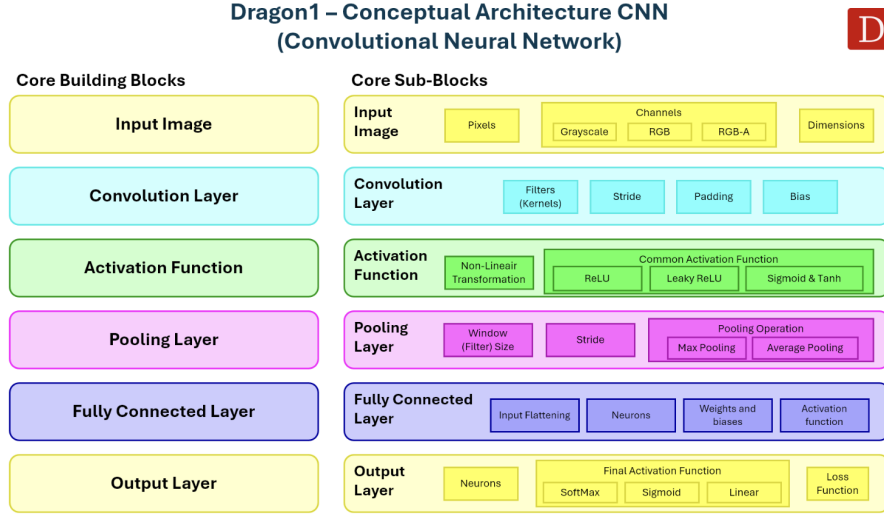 Dragon1 – Conceptual Architecture CNN
(Convolutional Neural Network)
D
Core Building Blocks
Core Sub-Blocks
Input Image
Input
Image
Pixels
Channels
Grayscale
RGB
RGB-A
Dimensions
Convolution Layer
Convolution
Layer
Filters
(Kernels)
Stride
Padding
Bias
Activation Function
Activation
Function
Non-Lineair
Transformation
Common Activation Function
ReLU
Leaky ReLU
Sigmoid & Tanh
Pooling Layer
Pooling
Layer
Window
(Filter) Size
Stride
Pooling Operation
Max Pooling
Average Pooling
Fully Connected Layer
Fully Connected
Layer
Input Flattening
Neurons
Weights and
biases
Activation
function
Output Layer
Output
Layer
Neurons
Final Activation Function
SoftMax
Sigmoid
Linear
Loss
Function